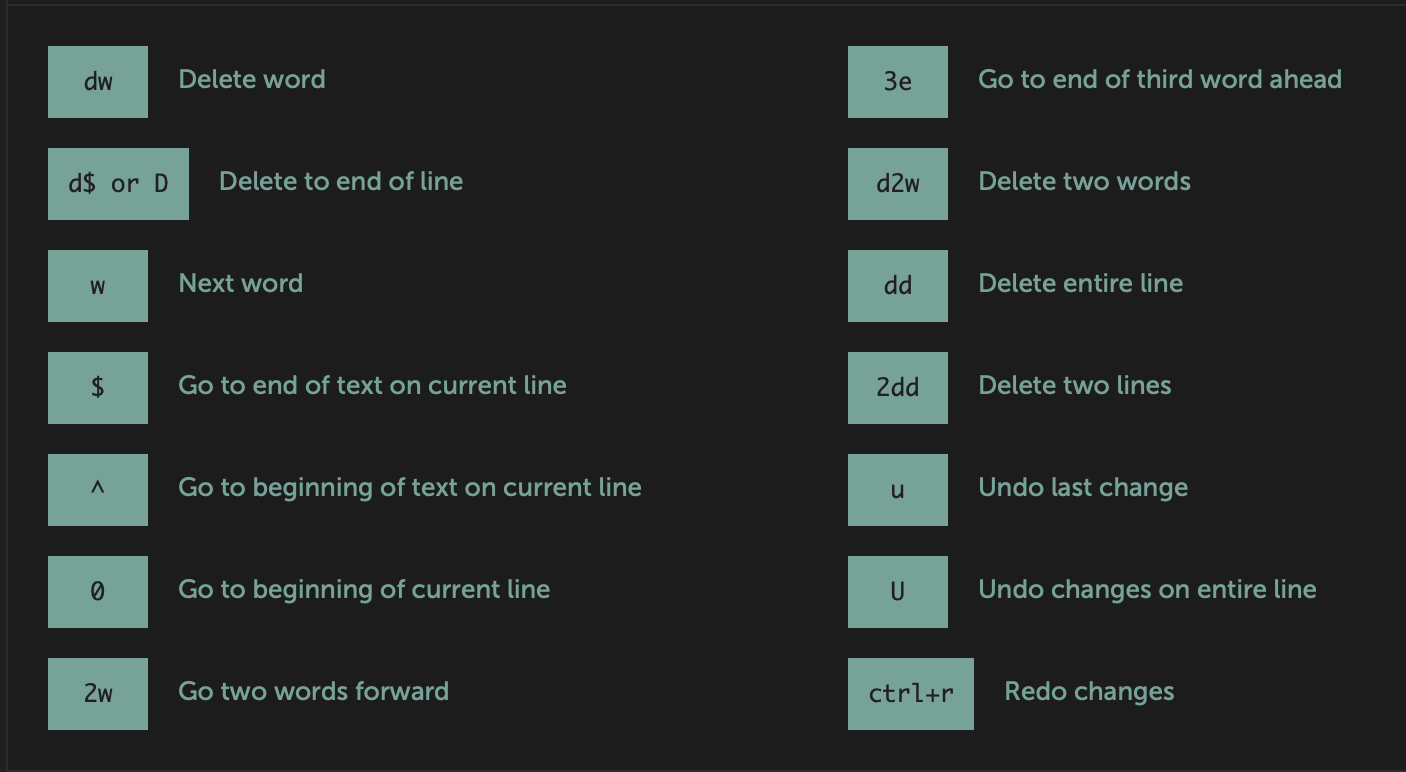 dw Delete word
d$ or D Delete to end of line
w Next word
$ Go to end of text on current line
^ Go to beginning of text on current line
0 Go to beginning of current line
2w Go two words forward
3e Go to end of third word ahead
d2w Delete two words
dd Delete entire line
2dd Delete two lines
u Undo last change
U Undo changes on entire line
ctrl+r Redo changes